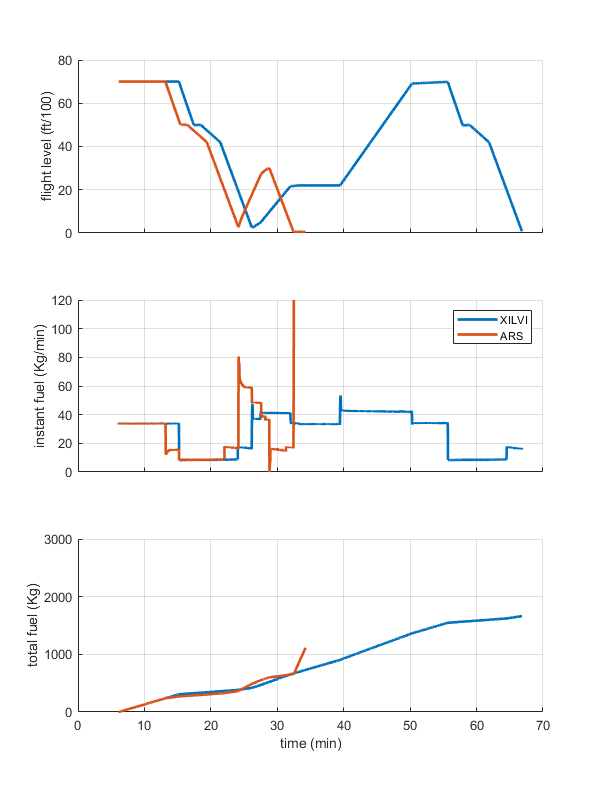 80
60
40
20
0
flight level (ft/100)
120
100
80
60
40
20
0
instant fuel (Kg/min)
XILVI
ARS
3000
2000
1000
0
total fuel (Kg)
0 10 20 30 40 50 60 70
time (min)